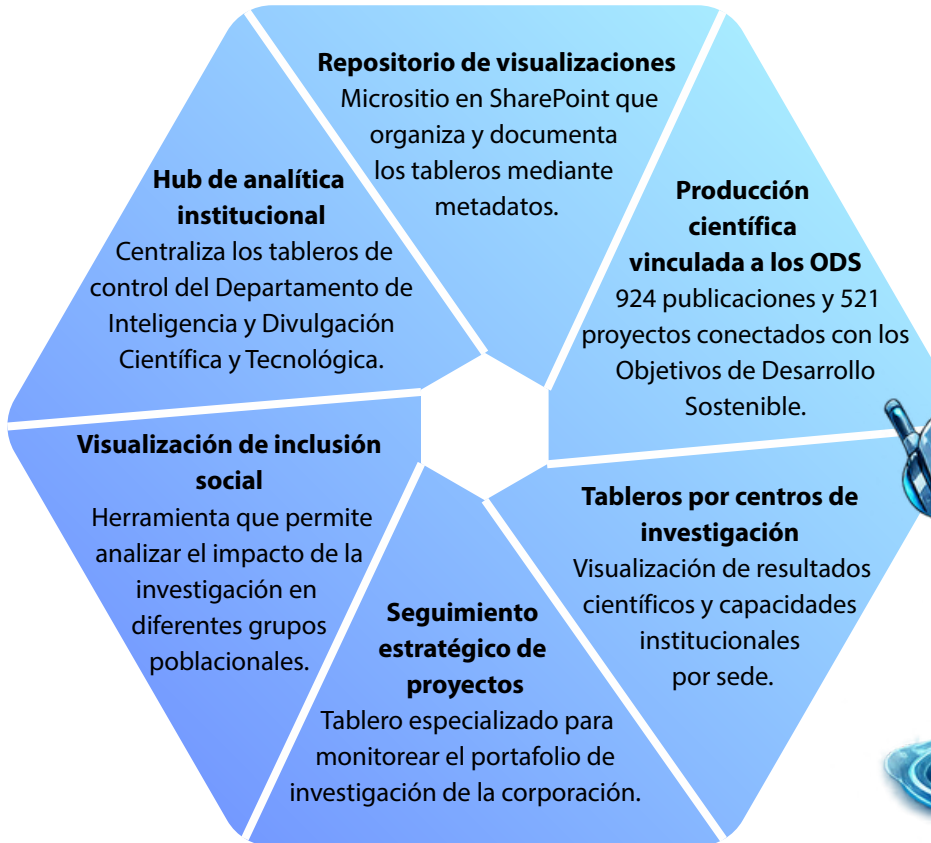 Repositorio de visualizaciones
Micrositio en SharePoint que
organiza y documenta
los tableros mediante
metadatos.
Producción
científica
vinculada a los ODS
924 publicaciones y 521
proyectos conectados con los
Objetivos de Desarrollo
Sostenible.
Tableros por centros de
investigación
Visualización de resultados
científicos y capacidades
institucionales
por sede.
Seguimiento
estratégico de
proyectos
Tablero especializado para
monitorear el portafolio de
investigación de la corporación.
Visualización de inclusión
social
Herramienta que permite
analizar el impacto de la
investigación en
diferentes grupos
poblacionales.
Hub de analítica
institucional
Centraliza los tableros de
control del Departamento de
Inteligencia y Divulgación
Científica y Tecnológica.